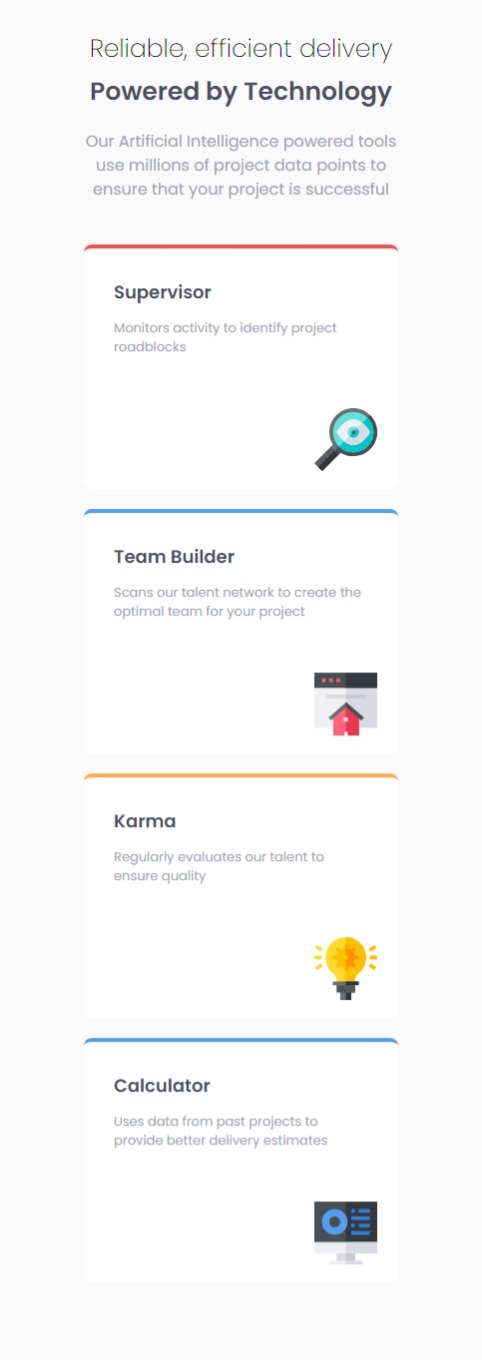 Reliable, efficient delivery
Powered by Technology
Our Artificial Intelligence powered tools
use millions of project data points to
ensure that your project is successful
Supervisor
Monitors activity to identify project
roadblocks
Team Builder
Scans our talent network to create the
optimal team for your project
Karma
Regularly evaluates our talent to
ensure quality
Calculator
Uses data from past projects to
provide better delivery estimates